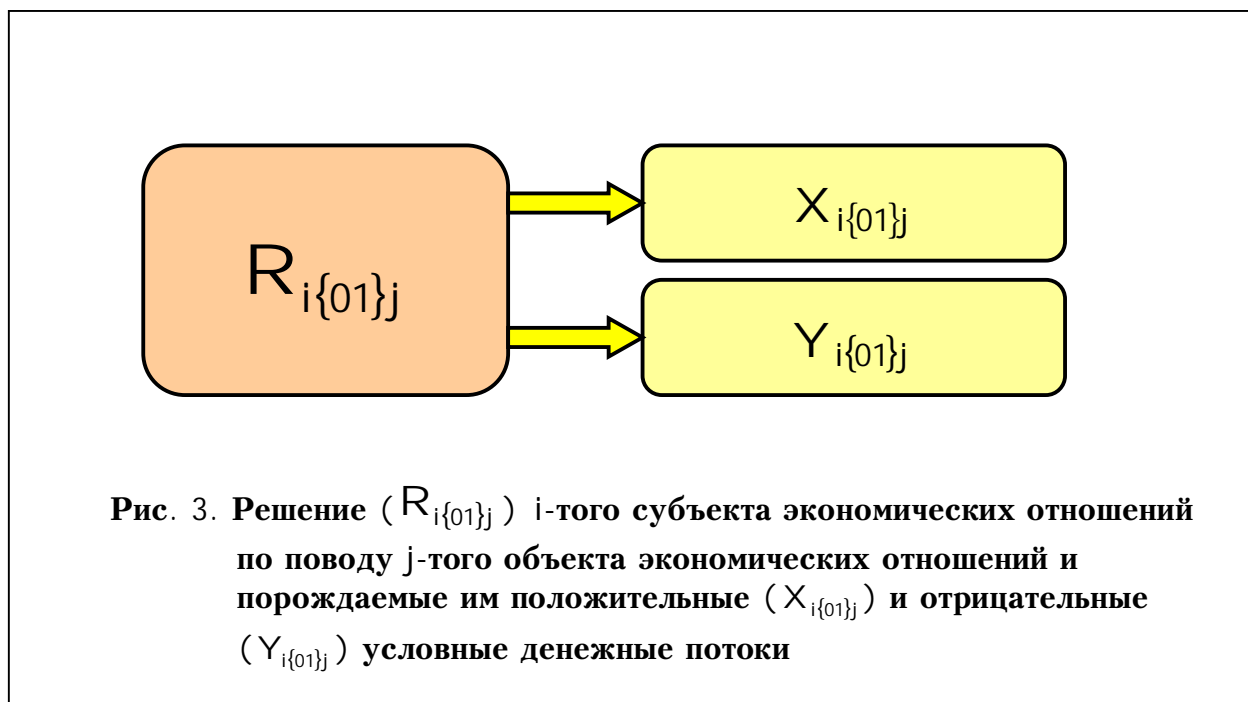 R i{01}j
X i{01}j
Y i{01}j
Рис. 3. Решение (R i{01}j) i-того субъекта экономических отношений
по поводу j-того объекта экономических отношений и
порождаемые им положительные (X i{01}j) и отрицательные
(Y i{01}j) условные денежные потоки